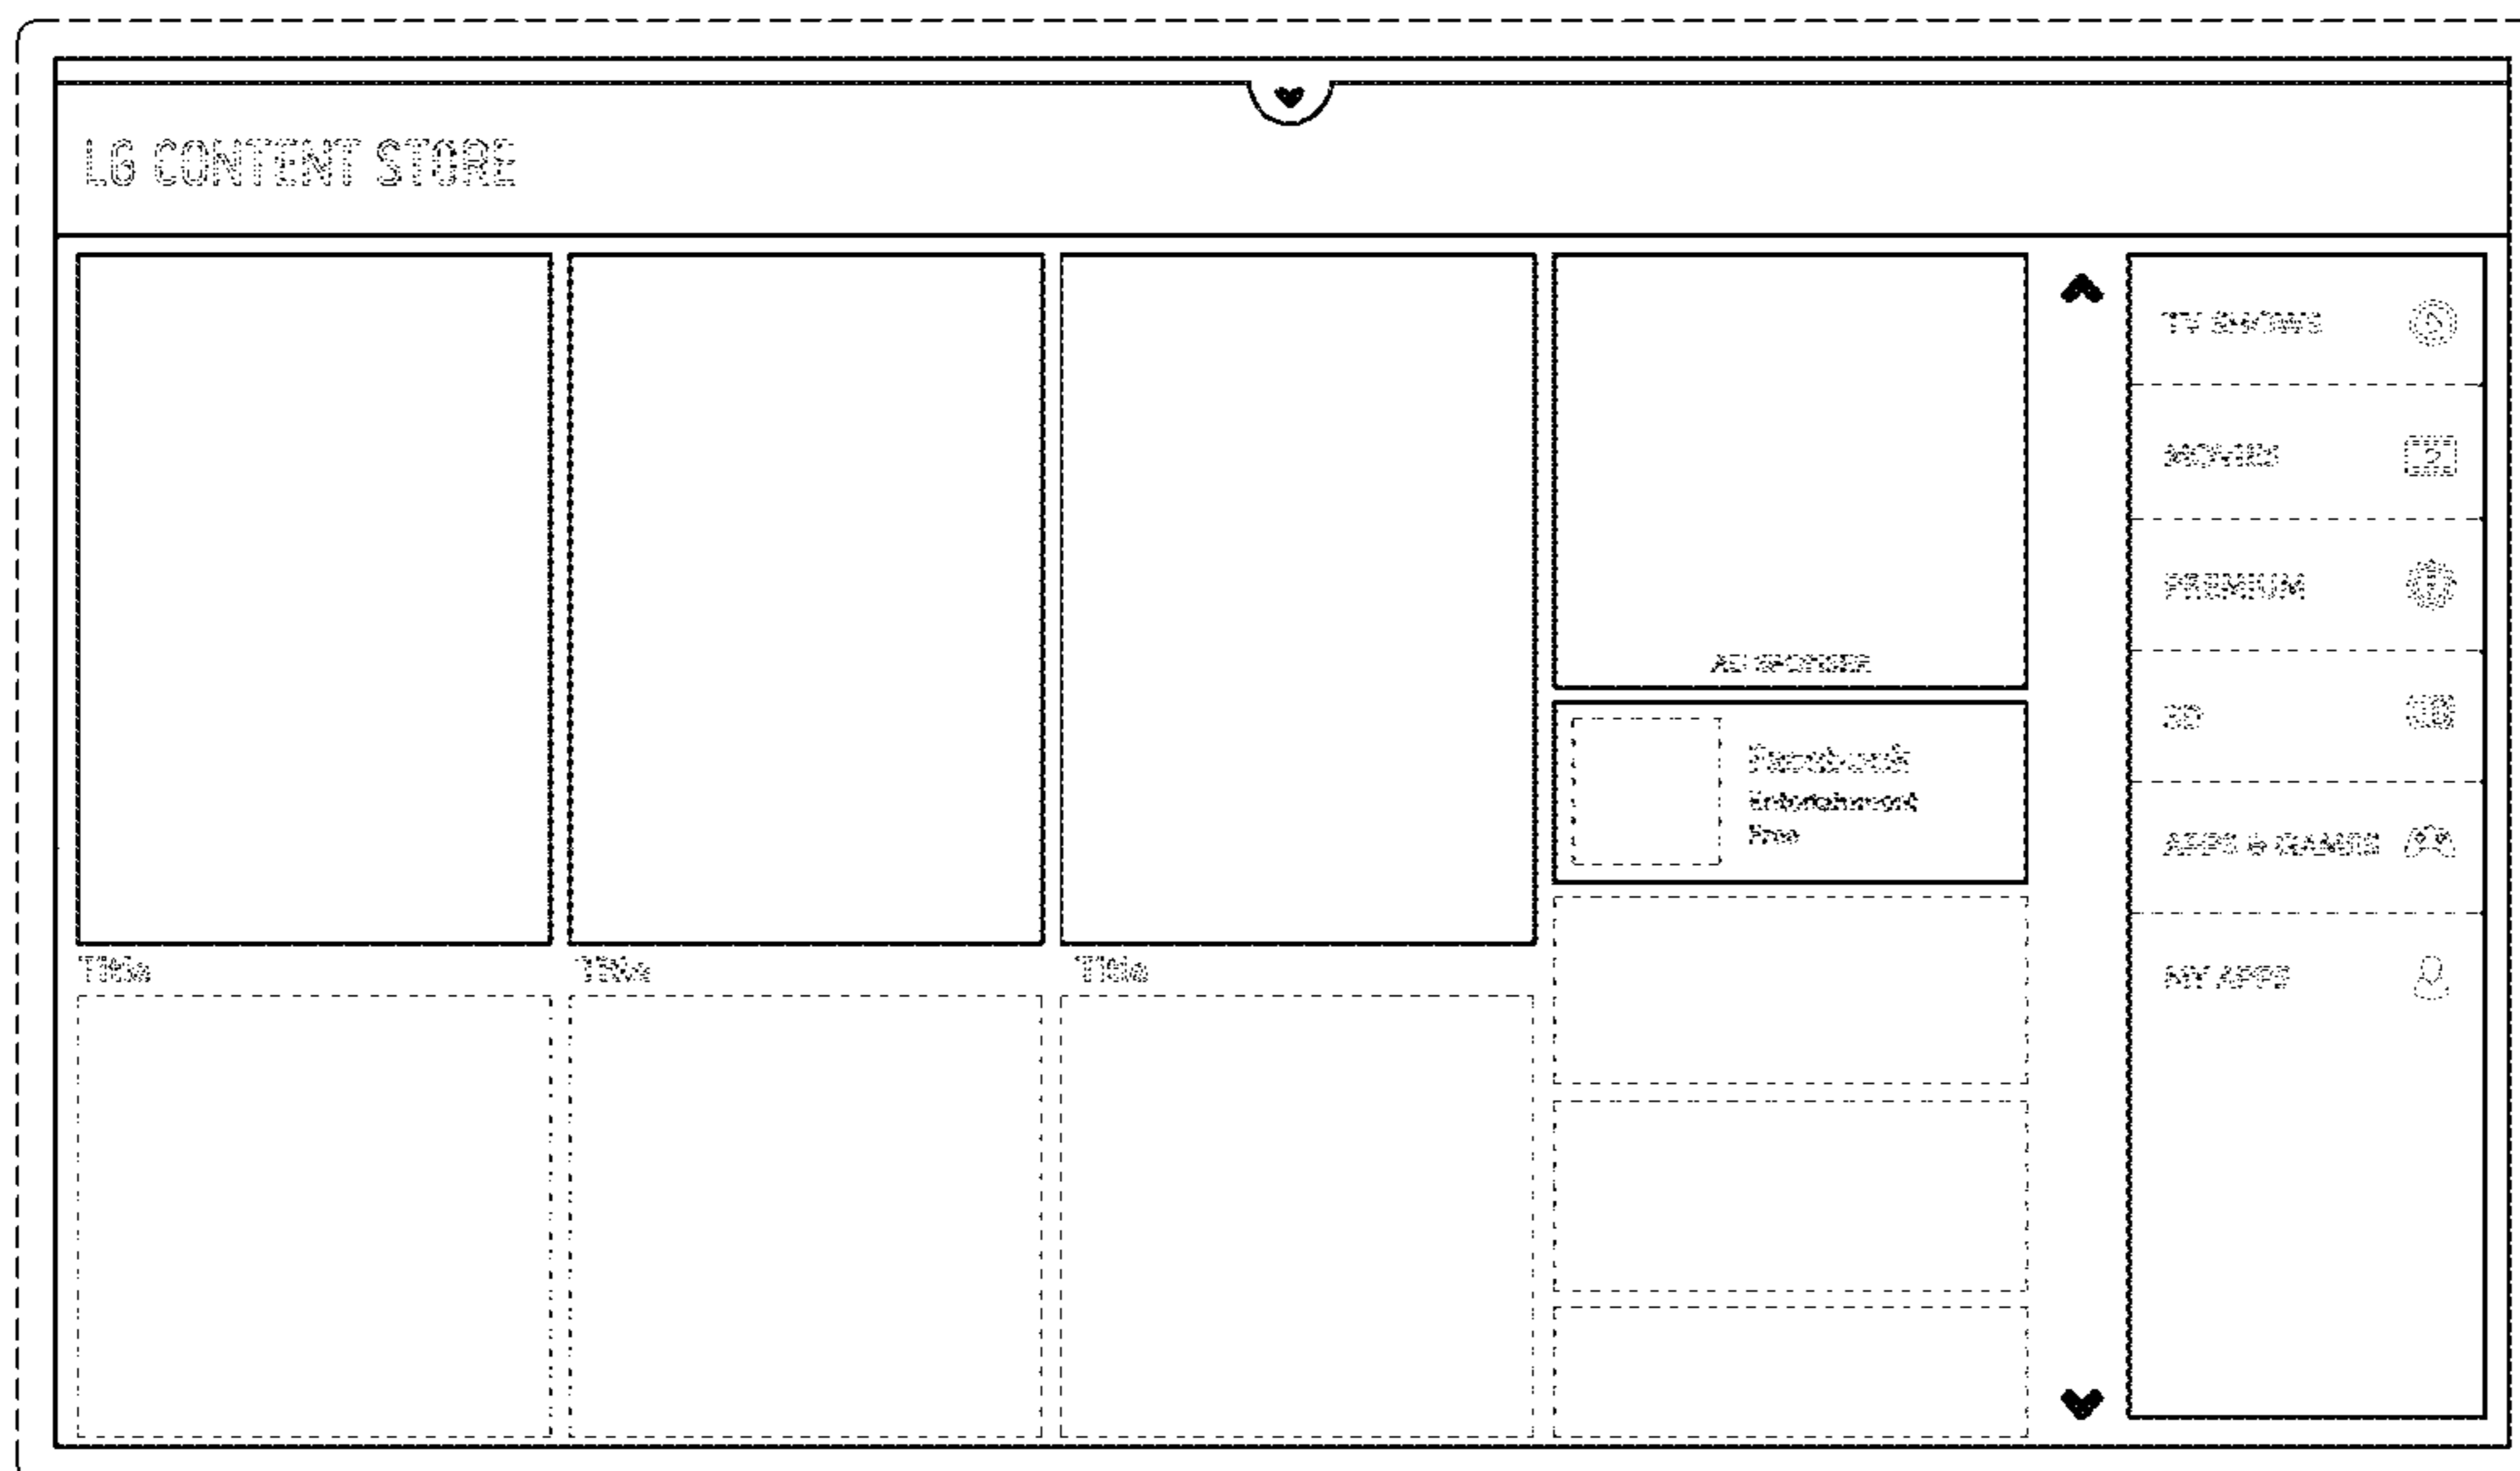 LG CONTENT STORE
Title
Title
Title
AD SPONSER
Facebook
Entertainment
Free
TV SHOWS
MOVIES
PREMIUM
3D
APPS & GAMES
MY APPS